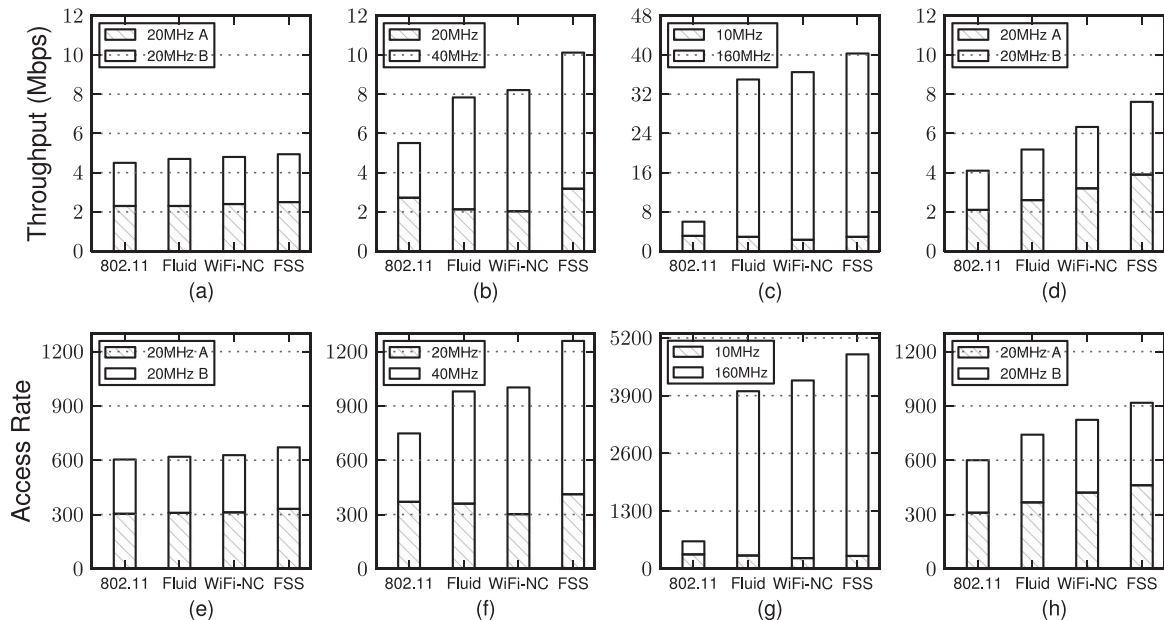 Throughput (Mbps)
12
10
8
6
4
2
0
20MHz A
20MHz B
802.11 Fluid WiFi-NC FSS
(a)
12
10
8
6
4
2
0
20MHz
40MHz
802.11 Fluid WiFi-NC FSS
(b)
48
40
32
24
16
8
0
10MHz
160MHz
802.11 Fluid WiFi-NC FSS
(c)
12
10
8
6
4
2
0
20MHz A
20MHz B
802.11 Fluid WiFi-NC FSS
(d)
Access Rate
1200
900
600
300
0
20MHz A
20MHz B
802.11 Fluid WiFi-NC FSS
(e)
1200
900
600
300
0
20MHz
40MHz
802.11 Fluid WiFi-NC FSS
(f)
5200
3900
2600
1300
0
10MHz
160MHz
802.11 Fluid WiFi-NC FSS
(g)
1200
900
600
300
0
20MHz A
20MHz B
802.11 Fluid WiFi-NC FSS
(h)